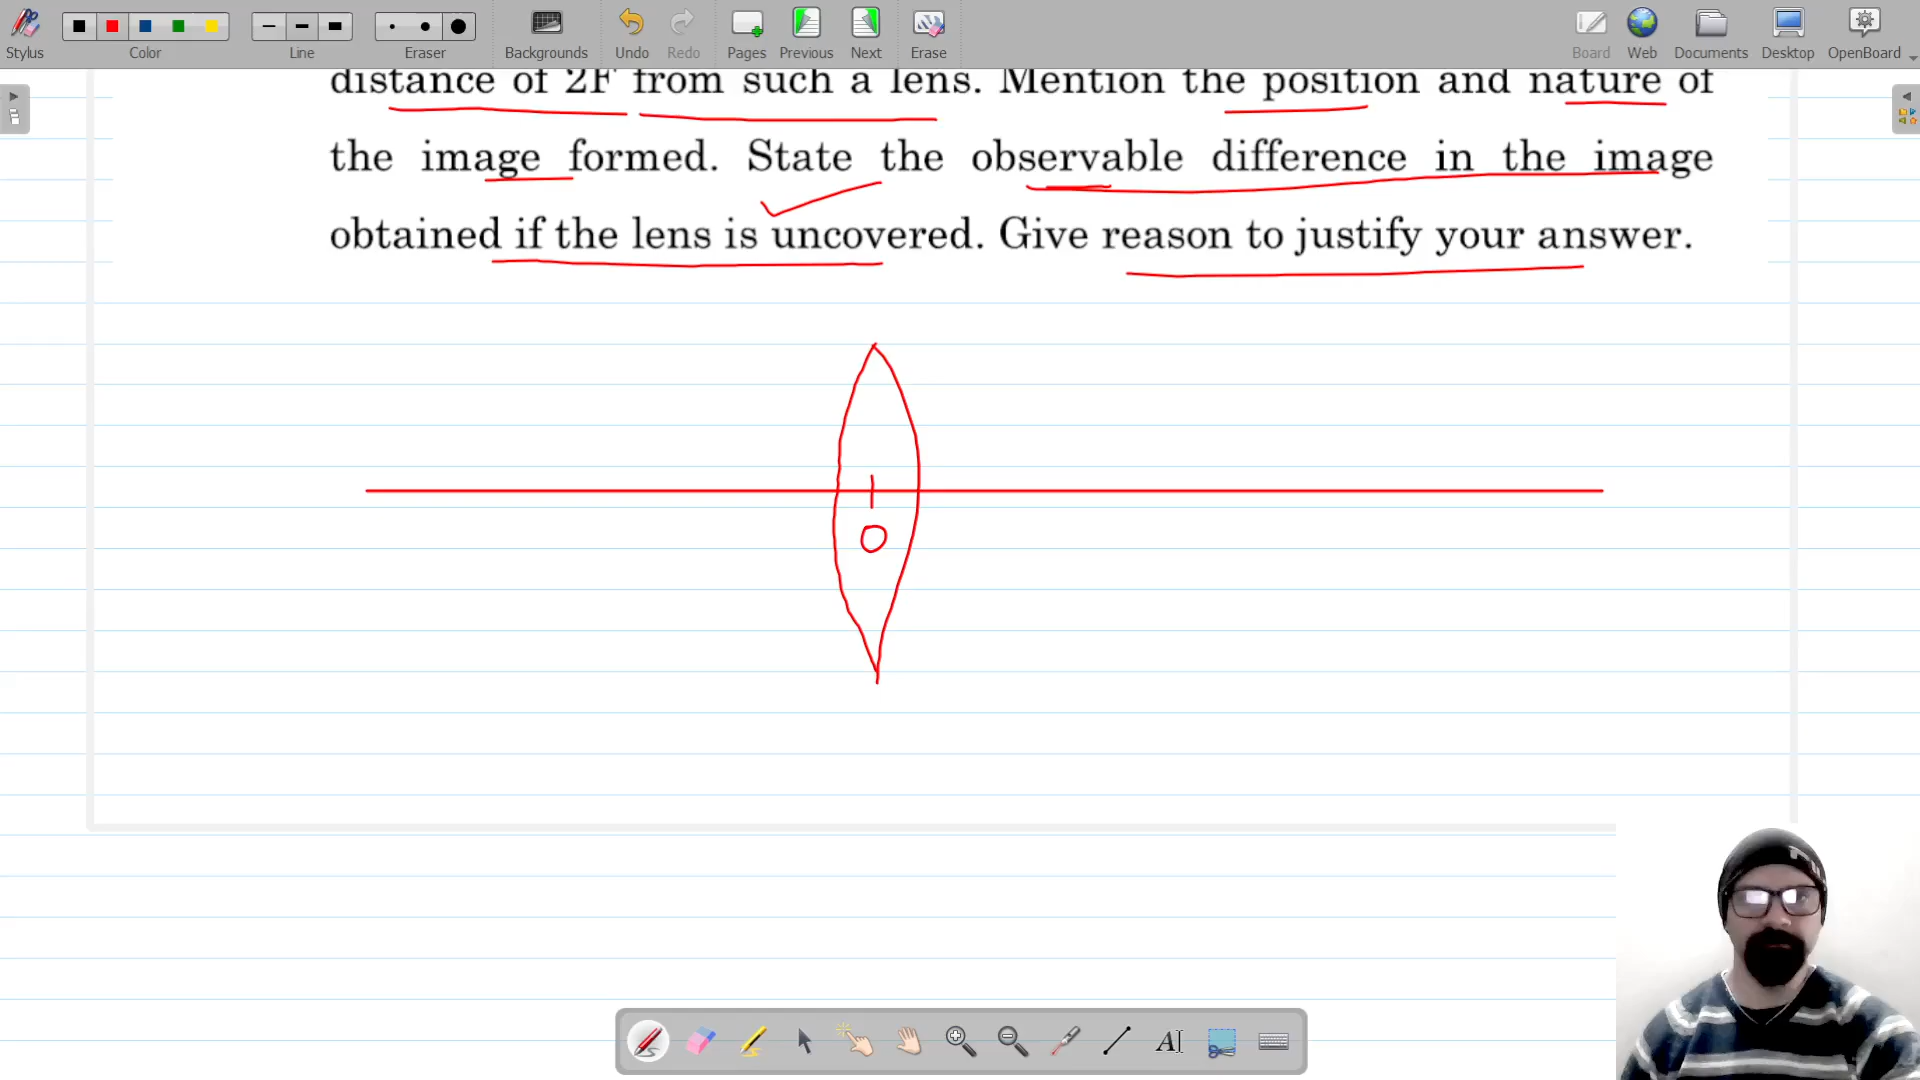 Stylus Color Line Eraser Backgrounds Undo Redo Pages Previous Next Erase Board Web Documents Desktop OpenBoard
distance of 2F from such a lens. Mention the position and nature of
the image formed. State the observable difference in the image
obtained if the lens is uncovered. Give reason to justify your answer.
O
AI